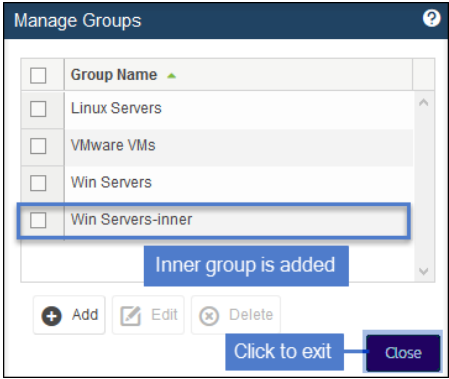 Manage Groups ?
Group Name
Linux Servers
VMware VMs
Win Servers
Win Servers-inner
Inner group is added
Add Edit Delete
Click to exit Close